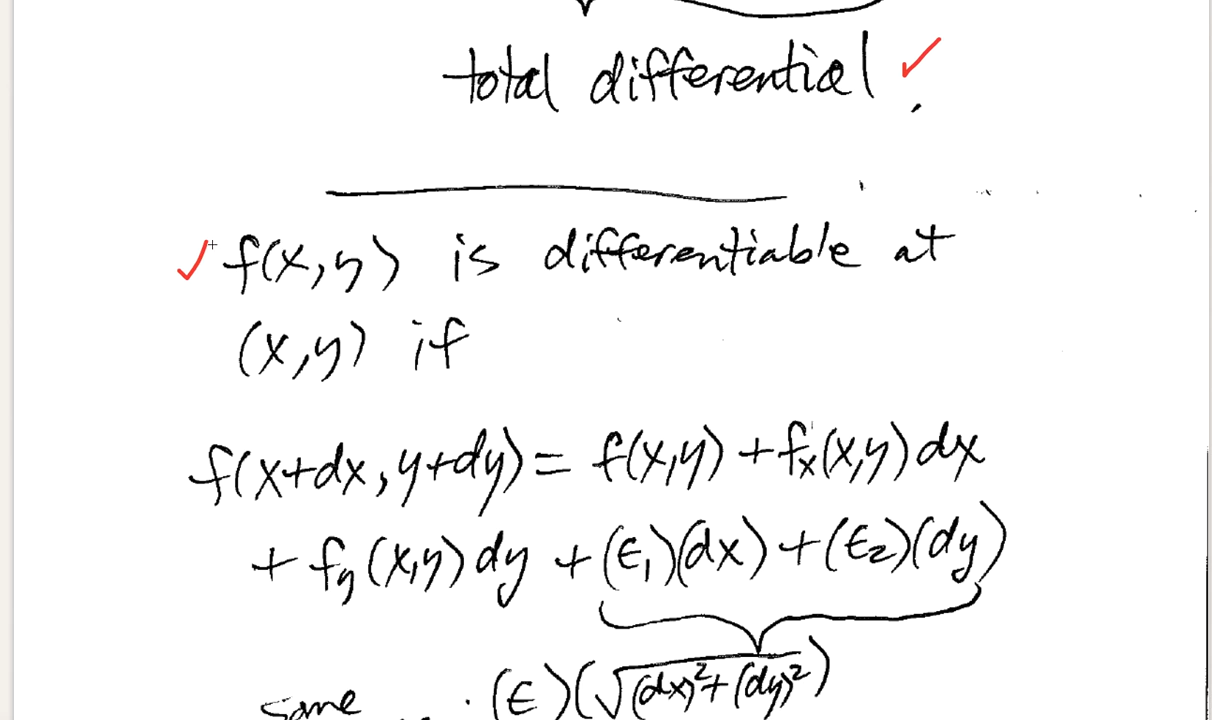 total differential.
f(x,y) is differentiable at
(x,y) if
f(x+dx, y+dy) = f(x,y) + fₓ(x,y) dx
+ f_y (x,y) dy + (ϵ₁)(dx) + (ϵ₂)(dy)
same (ϵ)(√(dx)²+(dy)²)